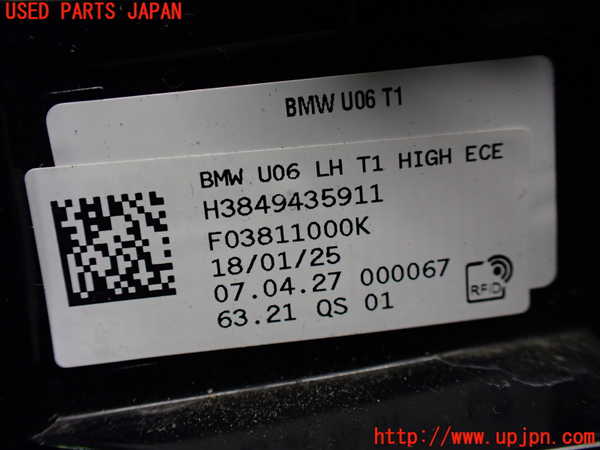 USED PARTS JAPAN
BMW U06 T1
BMW U06 LH T1 HIGH ECE
H3849435911
F03811000K
18/01/25
07.04.27 000067
63.21 QS 01
RFID
http://www.upjpn.com/